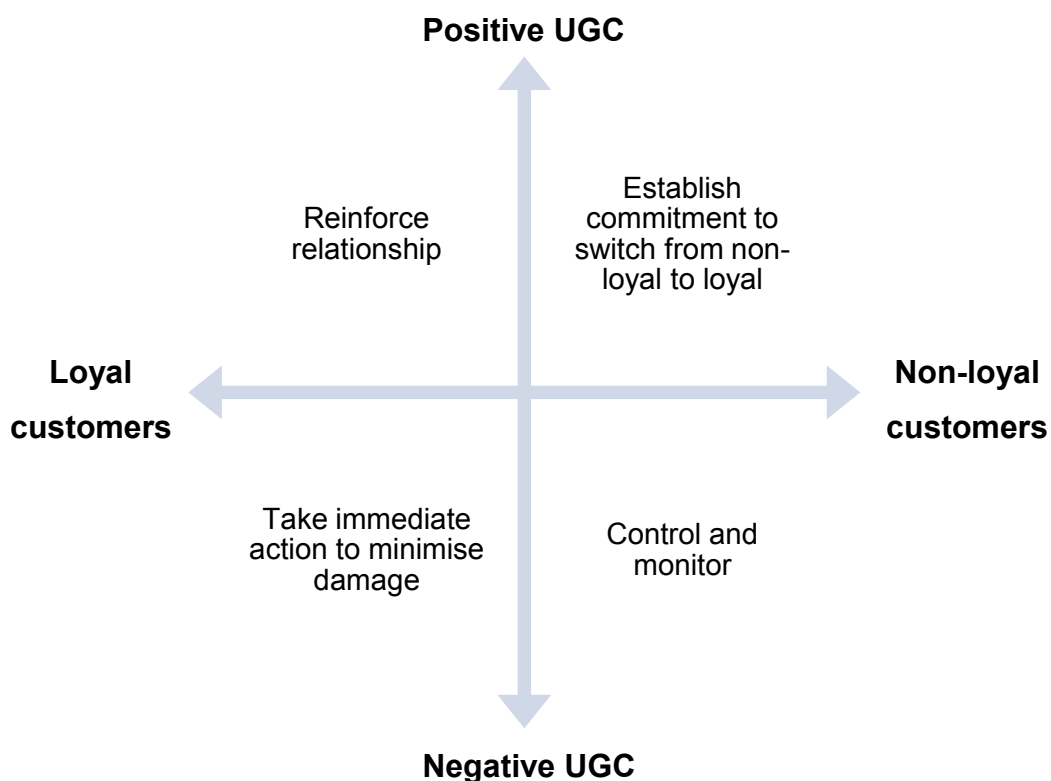 Positive UGC
Reinforce
relationship
Establish
commitment to
switch from non-
loyal to loyal
Loyal
customers
Non-loyal
customers
Take immediate
action to minimise
damage
Control and
monitor
Negative UGC